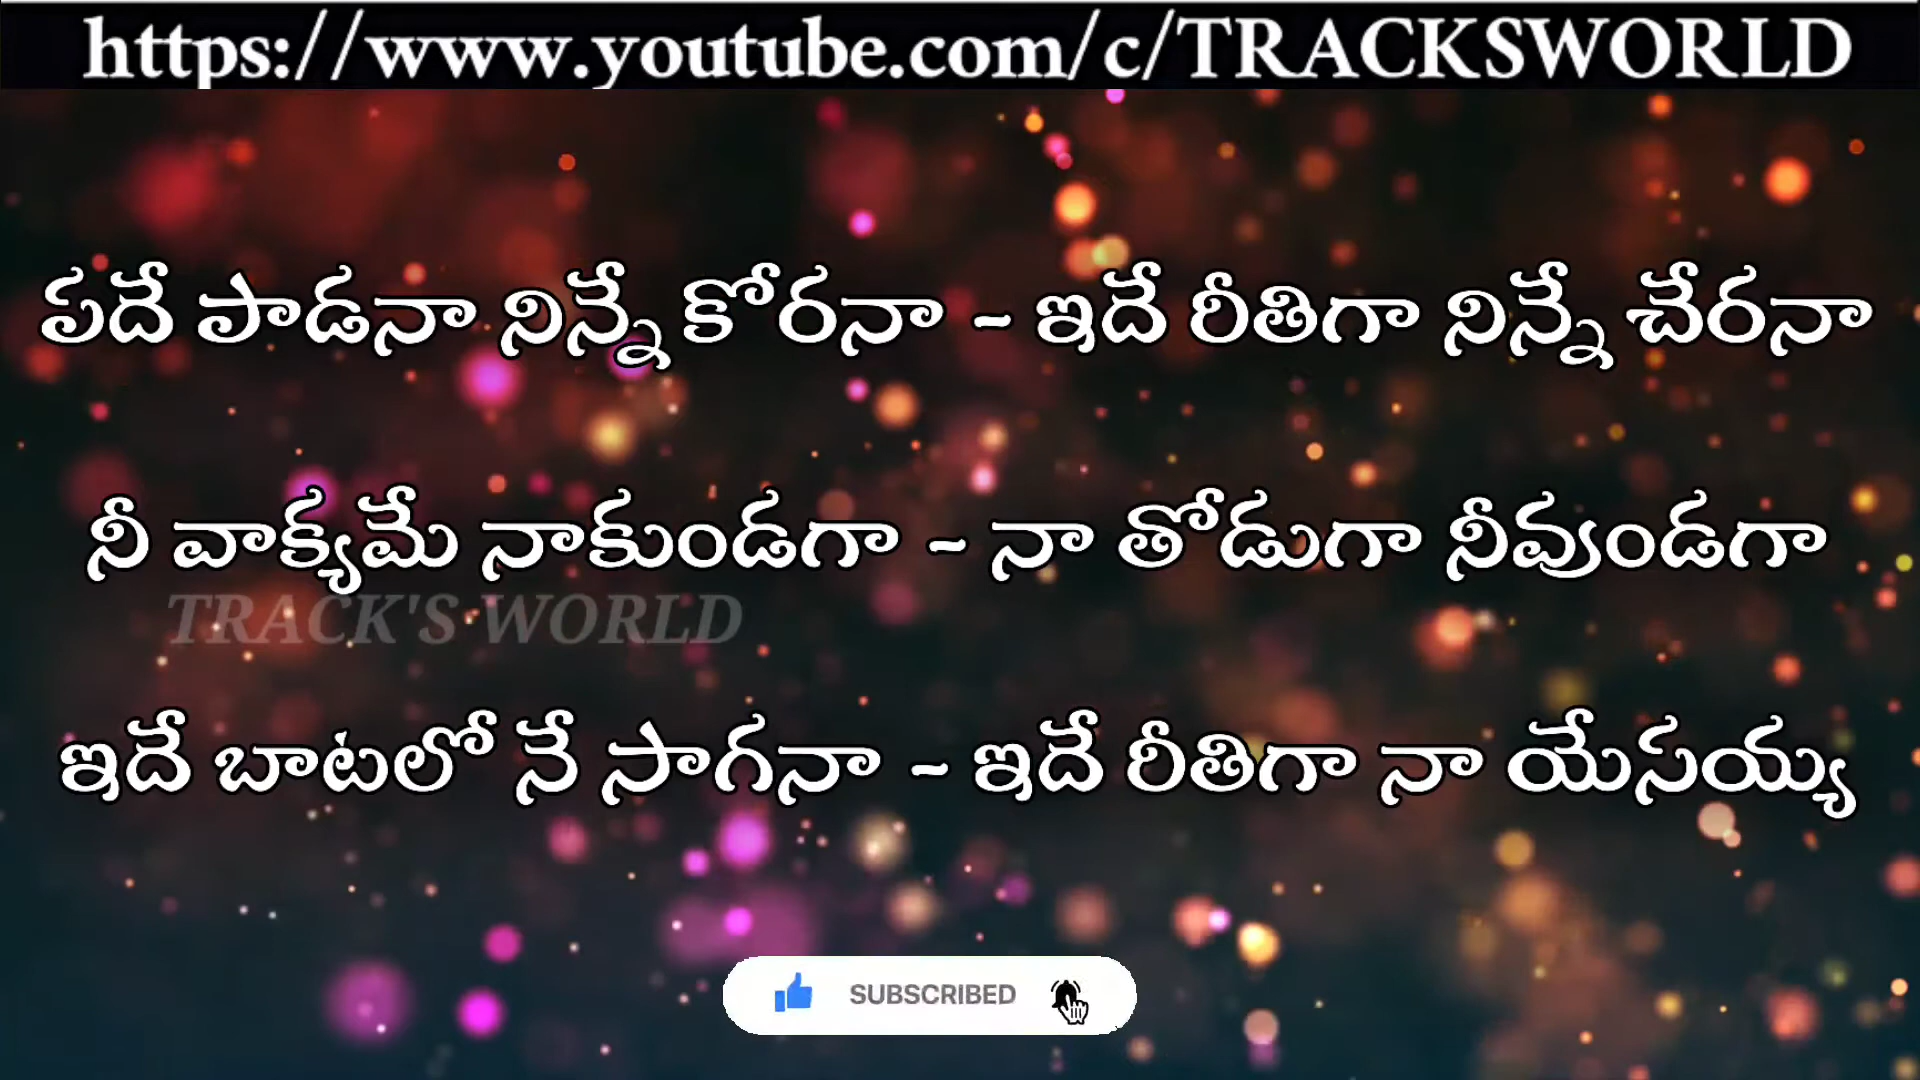 https://www.youtube.com/c/TRACKSWORLD
పదే పాడనా నిన్నే కోరనా - ఇదే రీతిగా నిన్నే చేరనా
నీ వాక్యమే నాకుండగా - నా తోడుగా నీవుండగా
TRACK'S WORLD
ఇదే బాటలో నే సాగనా - ఇదే రీతిగా నా యేసయ్య
SUBSCRIBED